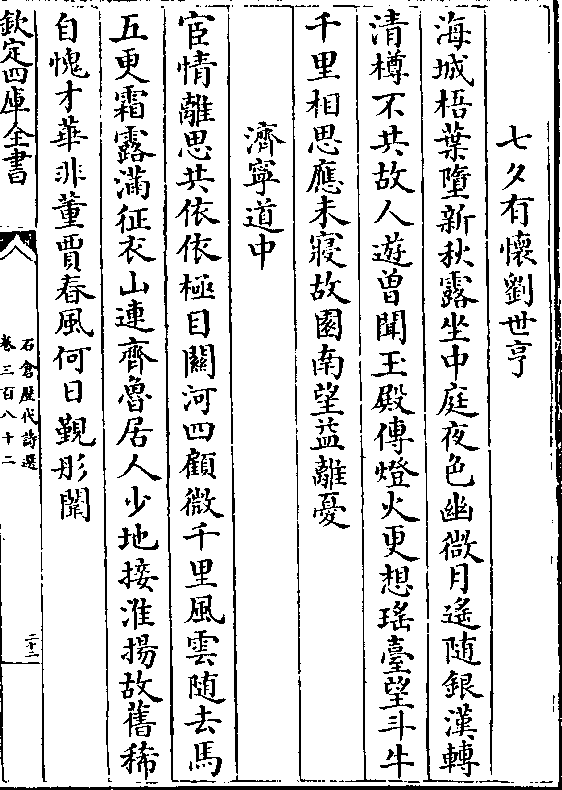 七夕有懷劉世亨
海城梧葉墮新秋露坐中庭夜色幽微月遙隨銀漢轉
清樽不共故人遊曾聞玉殿傳燈火更想瑤臺望斗牛
千里相思應未寢故園南望益離憂
濟寧道中
宦情離思共依依極目關河四顧微千里風雲隨去馬
五更霜露滿征衣山連齊魯居人少地接淮揚故舊稀
自愧才華非董賈春風何日覲彤闈
欽定四庫全書
石倉歷代詩選
卷三百八十二
二十二